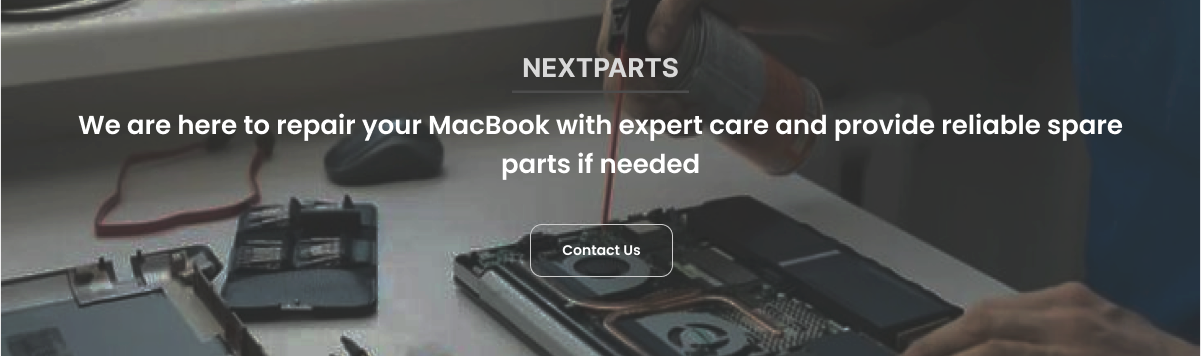 NEXTPARTS
We are here to repair your MacBook with expert care and provide reliable spare
parts if needed
Contact Us